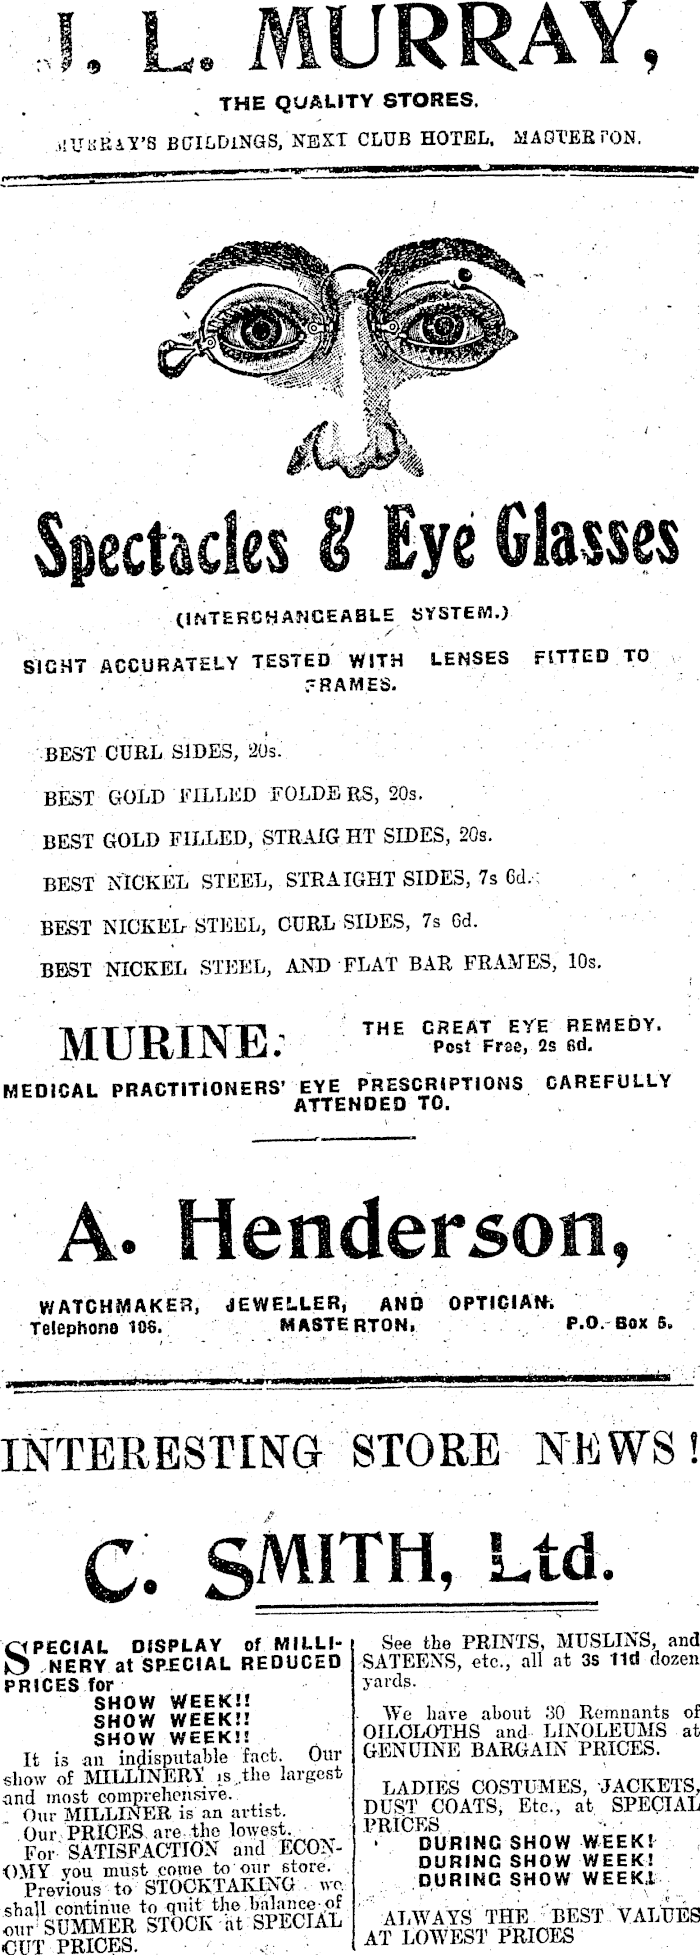 J. L. MURRAY,
THE QUALITY STORES.
MURRAY'S BUILDINGS, NEXT CLUB HOTEL, MASTERTON.
Spectacles & Eye Glasses
(INTERCHANGEABLE SYSTEM.)
SIGHT ACCURATELY TESTED WITH LENSES FITTED TO
FRAMES.
BEST CURL SIDES, 20s.
BEST GOLD FILLED FOLDERS, 20s.
BEST GOLD FILLED, STRAIGHT SIDES, 20s.
BEST NICKEL STEEL, STRAIGHT SIDES, 7s 6d.
BEST NICKEL STEEL, CURL SIDES, 7s 6d.
BEST NICKEL STEEL, AND FLAT BAR FRAMES, 10s.
MURINE.
THE GREAT EYE REMEDY.
Post Free, 2s 6d.
MEDICAL PRACTITIONERS' EYE PRESCRIPTIONS CAREFULLY
ATTENDED TO.
A. Henderson,
WATCHMAKER, JEWELLER, AND OPTICIAN.
Telephone 106. MASTERTON. P.O. Box 5.
INTERESTING STORE NEWS!
C. SMITH, Ltd.
SPECIAL DISPLAY of MILLI-
NERY at SPECIAL REDUCED
PRICES for
SHOW WEEK!!
SHOW WEEK!!
SHOW WEEK!!
It is an indisputable fact. Our
show of MILLINERY is the largest
and most comprehensive.
Our MILLINER is an artist.
Our PRICES are the lowest.
For SATISFACTION and ECON-
OMY you must come to our store.
Previous to STOCKTAKING we
shall continue to quit the balance of
our SUMMER STOCK at SPECIAL
CUT PRICES.
See the PRINTS, MUSLINS, and
SATEENS, etc., all at 3s 11d dozen
yards.
We have about 30 Remnants of
OILCLOTHS and LINOLEUMS at
GENUINE BARGAIN PRICES.
LADIES COSTUMES, JACKETS,
DUST COATS, Etc., at SPECIAL
PRICES
DURING SHOW WEEK!
DURING SHOW WEEK!
DURING SHOW WEEK!
ALWAYS THE BEST VALUES
AT LOWEST PRICES